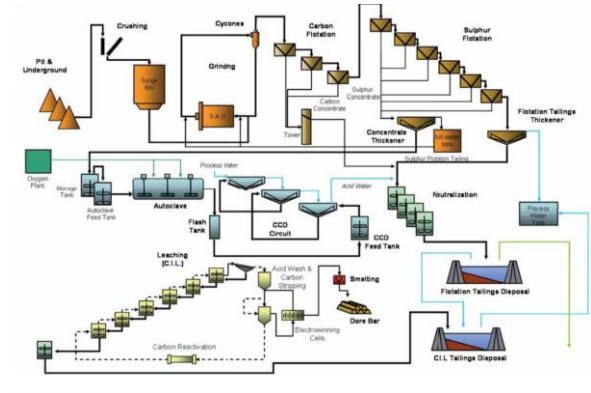 Crushing
Pit &
Underground
Surge
Bin
Cycones
Grindng
S.A.G
Carbon
Flotation
Sulphur
Flotation
Sulphur
Concentrate
Carbon
Concentrate
Tower
Concentrate
Thickener
Flotation Tailings
Thickener
Sulphur Flotation Tailing
Oxygen
Plant
Storage
Tank
Autoclave
Feed Tank
Autoclave
Process Water
Acid Water
Flash
Tank
CCD
Circuit
CCD
Feed Tank
Neutralization
Process
Water
Tank
Leaching
(C.I.L.)
Acid Wash &
Carbon
Stripping
Smelting
Dore Bar
Electrowinning
Cells
Carbon Reactivation
Flotation Tailings Disposal
C.I.L Tailings Disposal